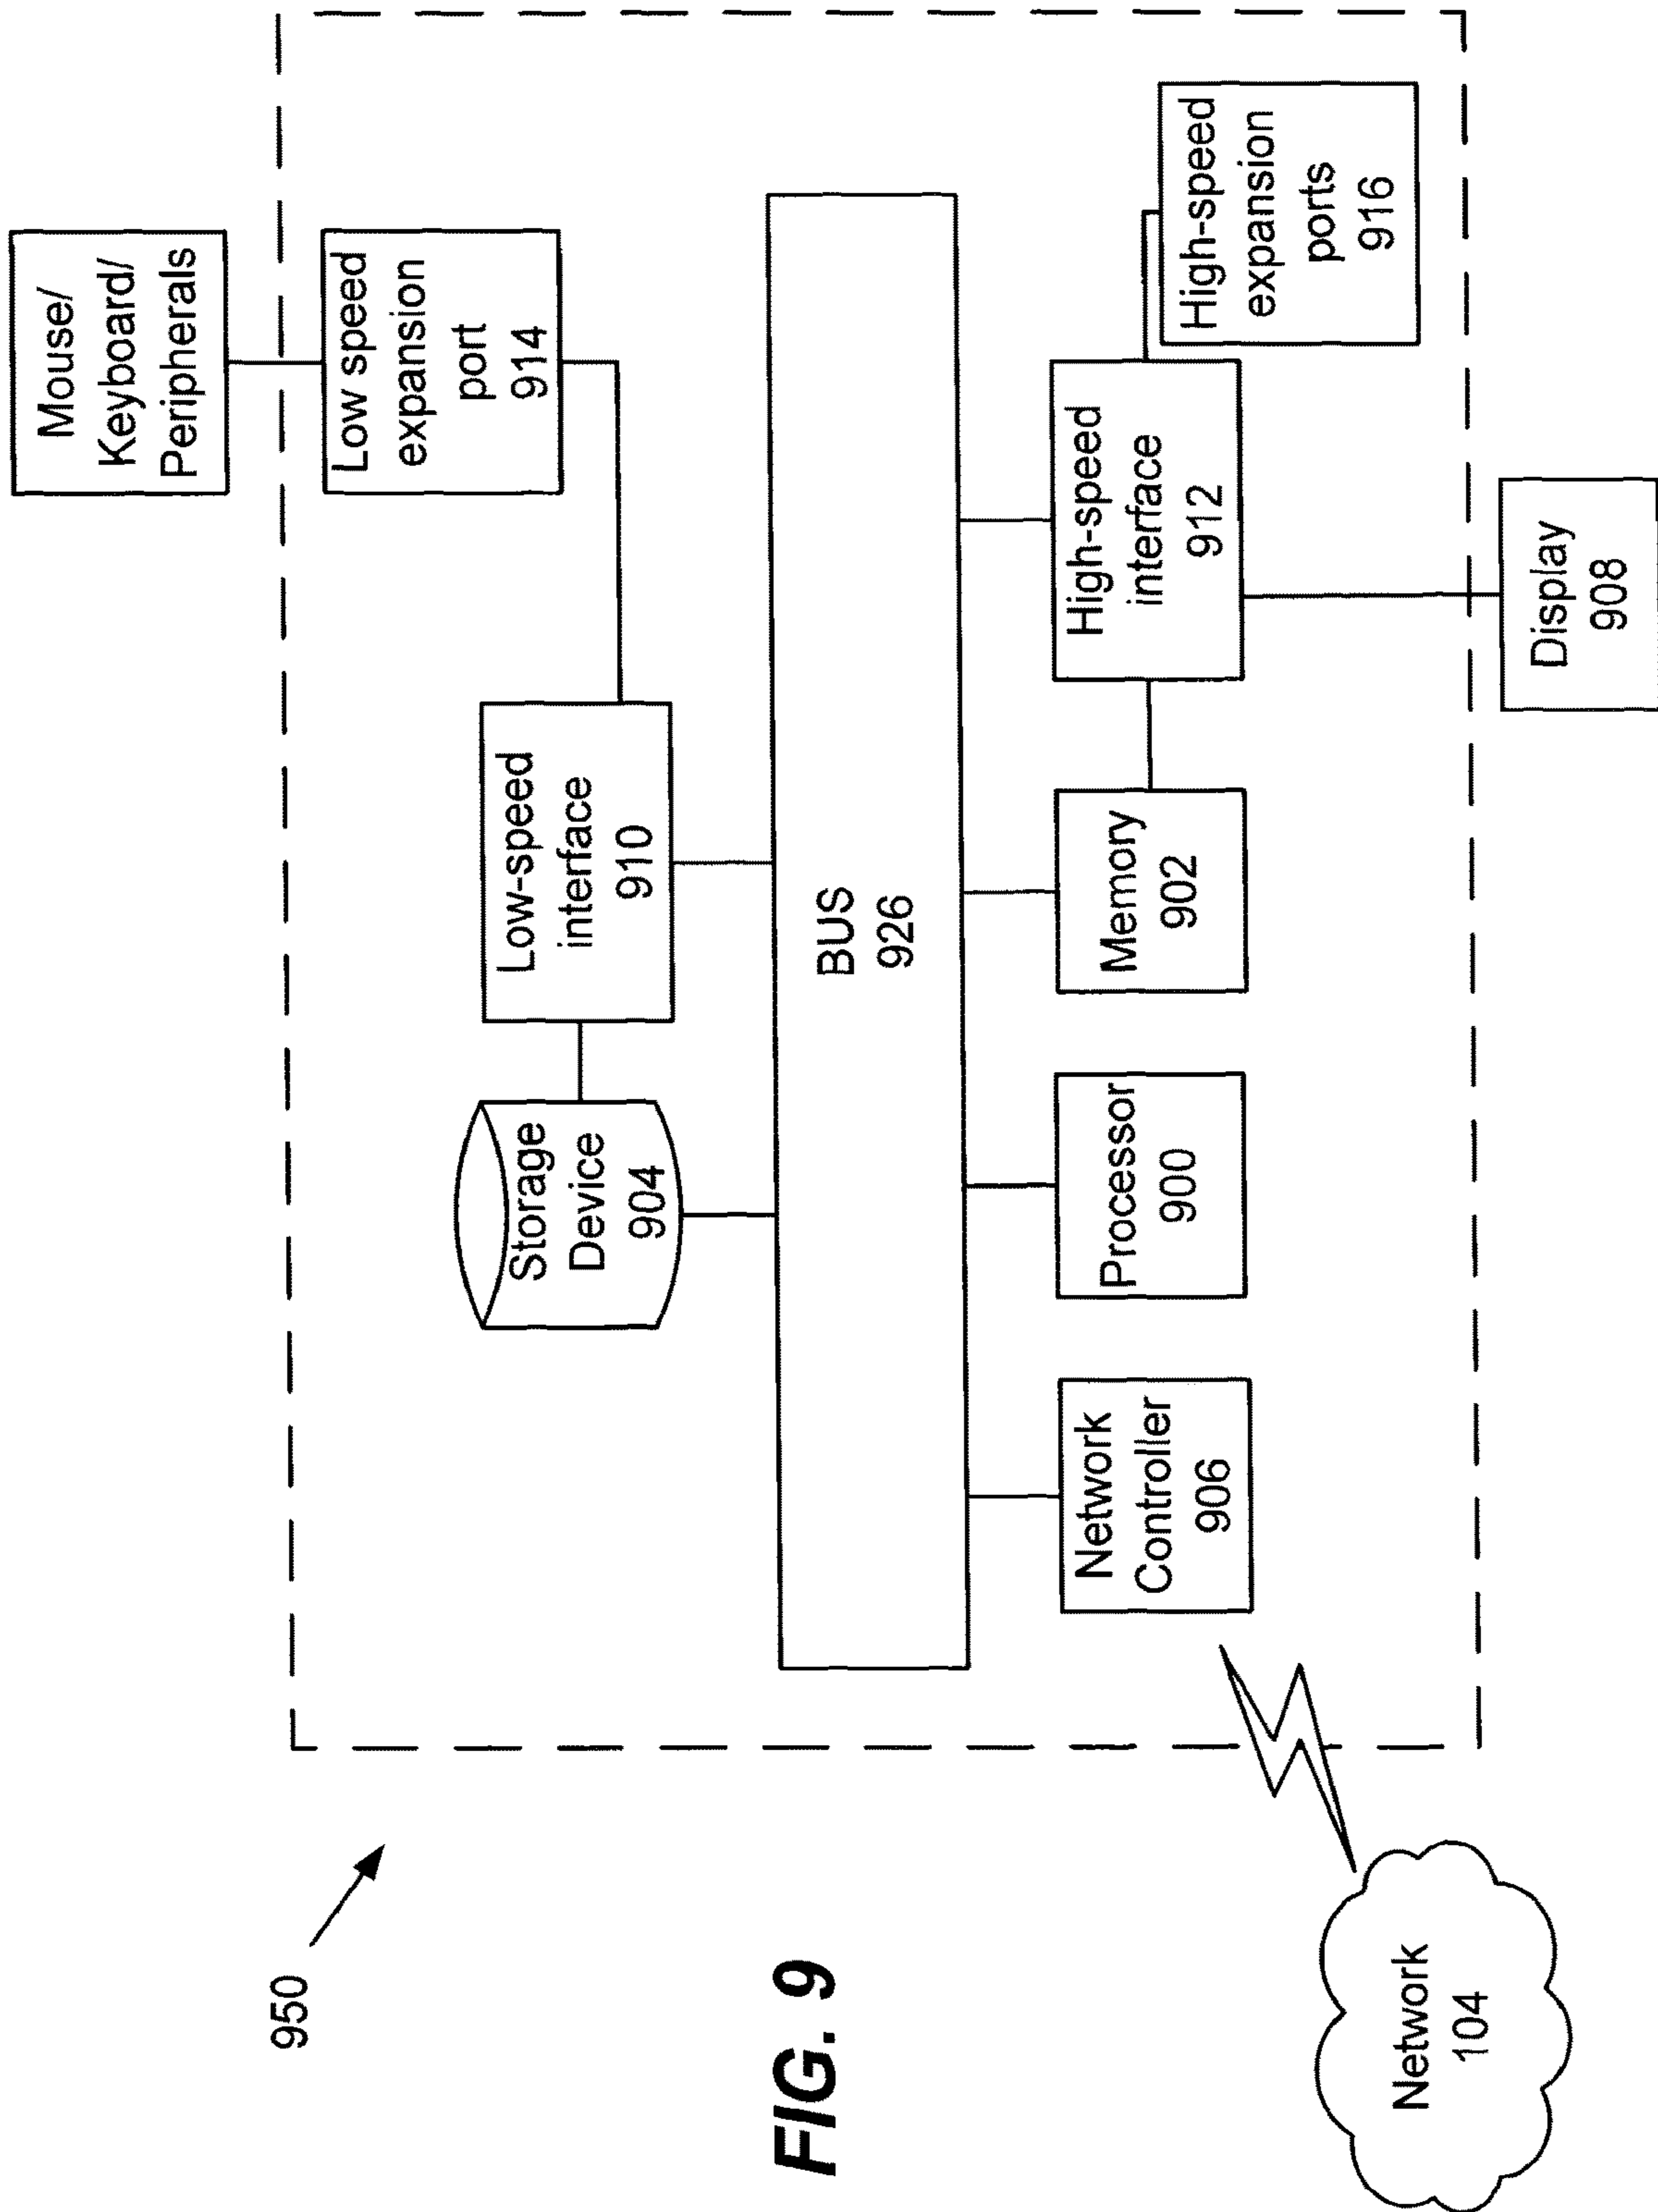 950
FIG. 9
Mouse/
Keyboard/
Peripherals
Low speed
expansion
port
914
Storage
Device
904
Low-speed
interface
910
BUS
926
Network
Controller
906
Processor
900
Memory
902
High-speed
interface
912
High-speed
expansion
ports
916
Network
104
Display
908